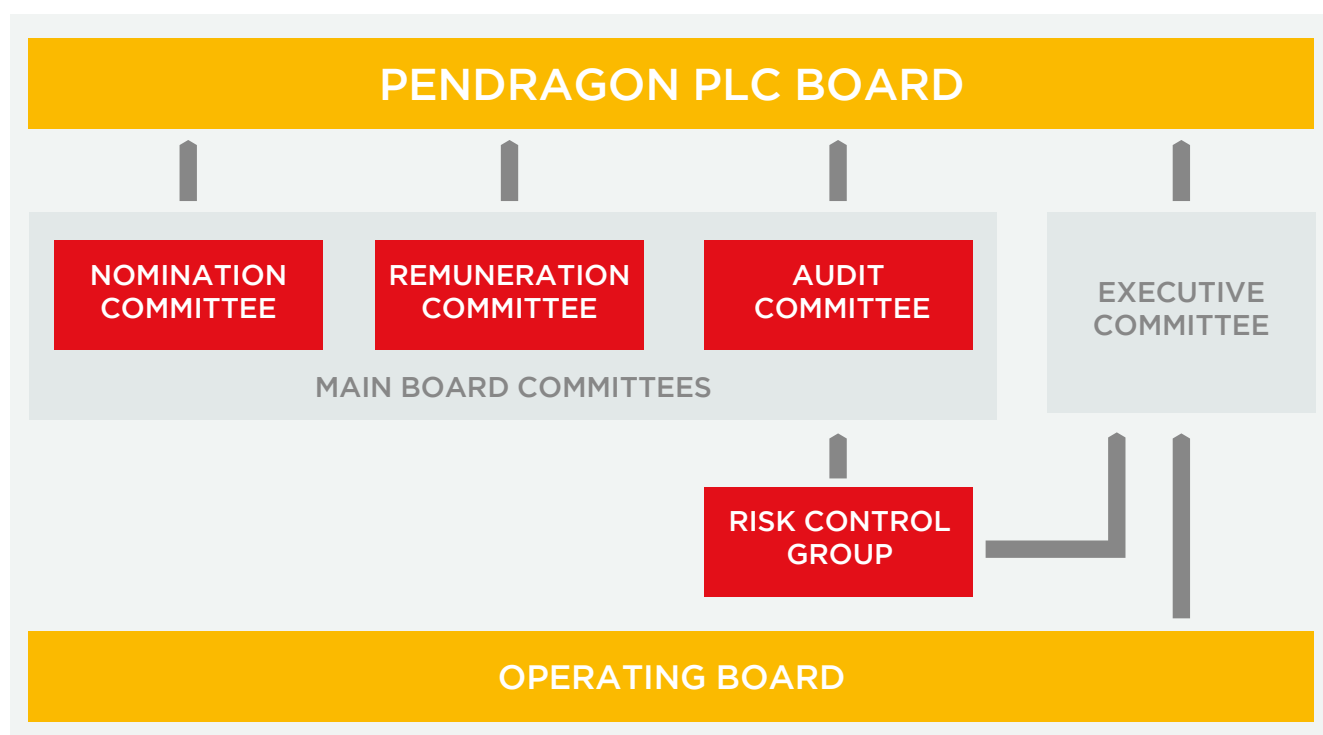 PENDRAGON PLC BOARD
NOMINATION
COMMITTEE
REMUNERATION
COMMITTEE
AUDIT
COMMITTEE
EXECUTIVE
COMMITTEE
MAIN BOARD COMMITTEES
RISK CONTROL
GROUP
OPERATING BOARD